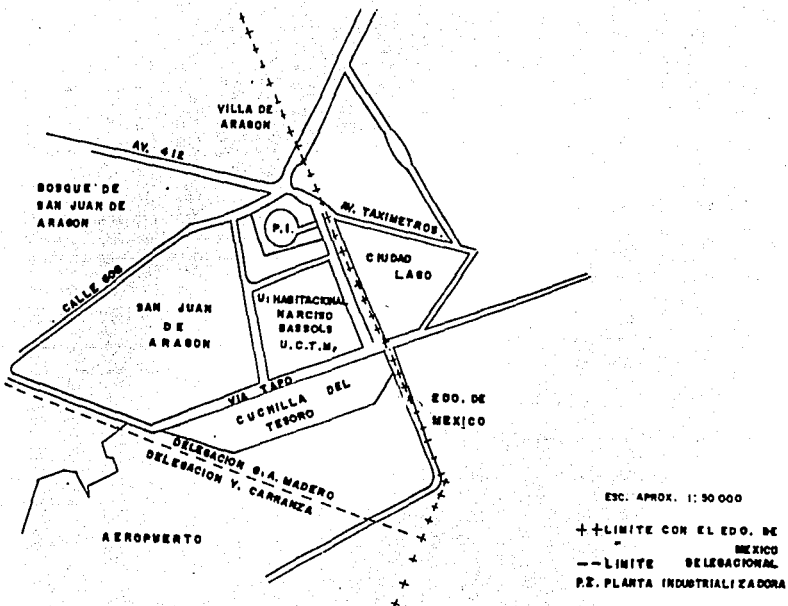 VILLA DE
ARAGON
AV. 412
BOSQUE DE
SAN JUAN DE
ARAGON
P.I.
AV. TAXIMETROS
CIUDAD
LAGO
CALLE 606
SAN JUAN
DE
ARAGON
U. HABITACIONAL
NARCISO
BASSOLS
U.C.T.M.
VIA TAPO
CUCHILLA DEL
TESORO
EDO. DE
MEXICO
DELEGACION G. A. MADERO
DELEGACION V. CARRANZA
AEROPUERTO
ESC. APROX. 1:50 000
++LIMITE CON EL EDO. DE
MEXICO
--LIMITE DELEGACIONAL
P.I. PLANTA INDUSTRIALIZADORA